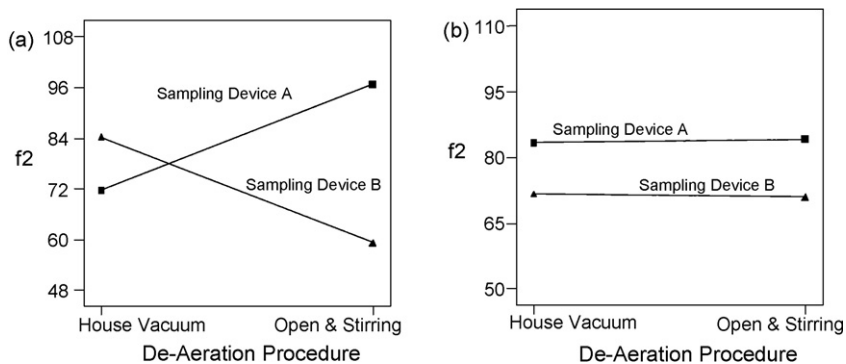 (a)
108
96
84
72
60
48
f2
Sampling Device A
Sampling Device B
House Vacuum
Open & Stirring
De-Aeration Procedure
(b)
110
95
80
65
50
f2
Sampling Device A
Sampling Device B
House Vacuum
Open & Stirring
De-Aeration Procedure